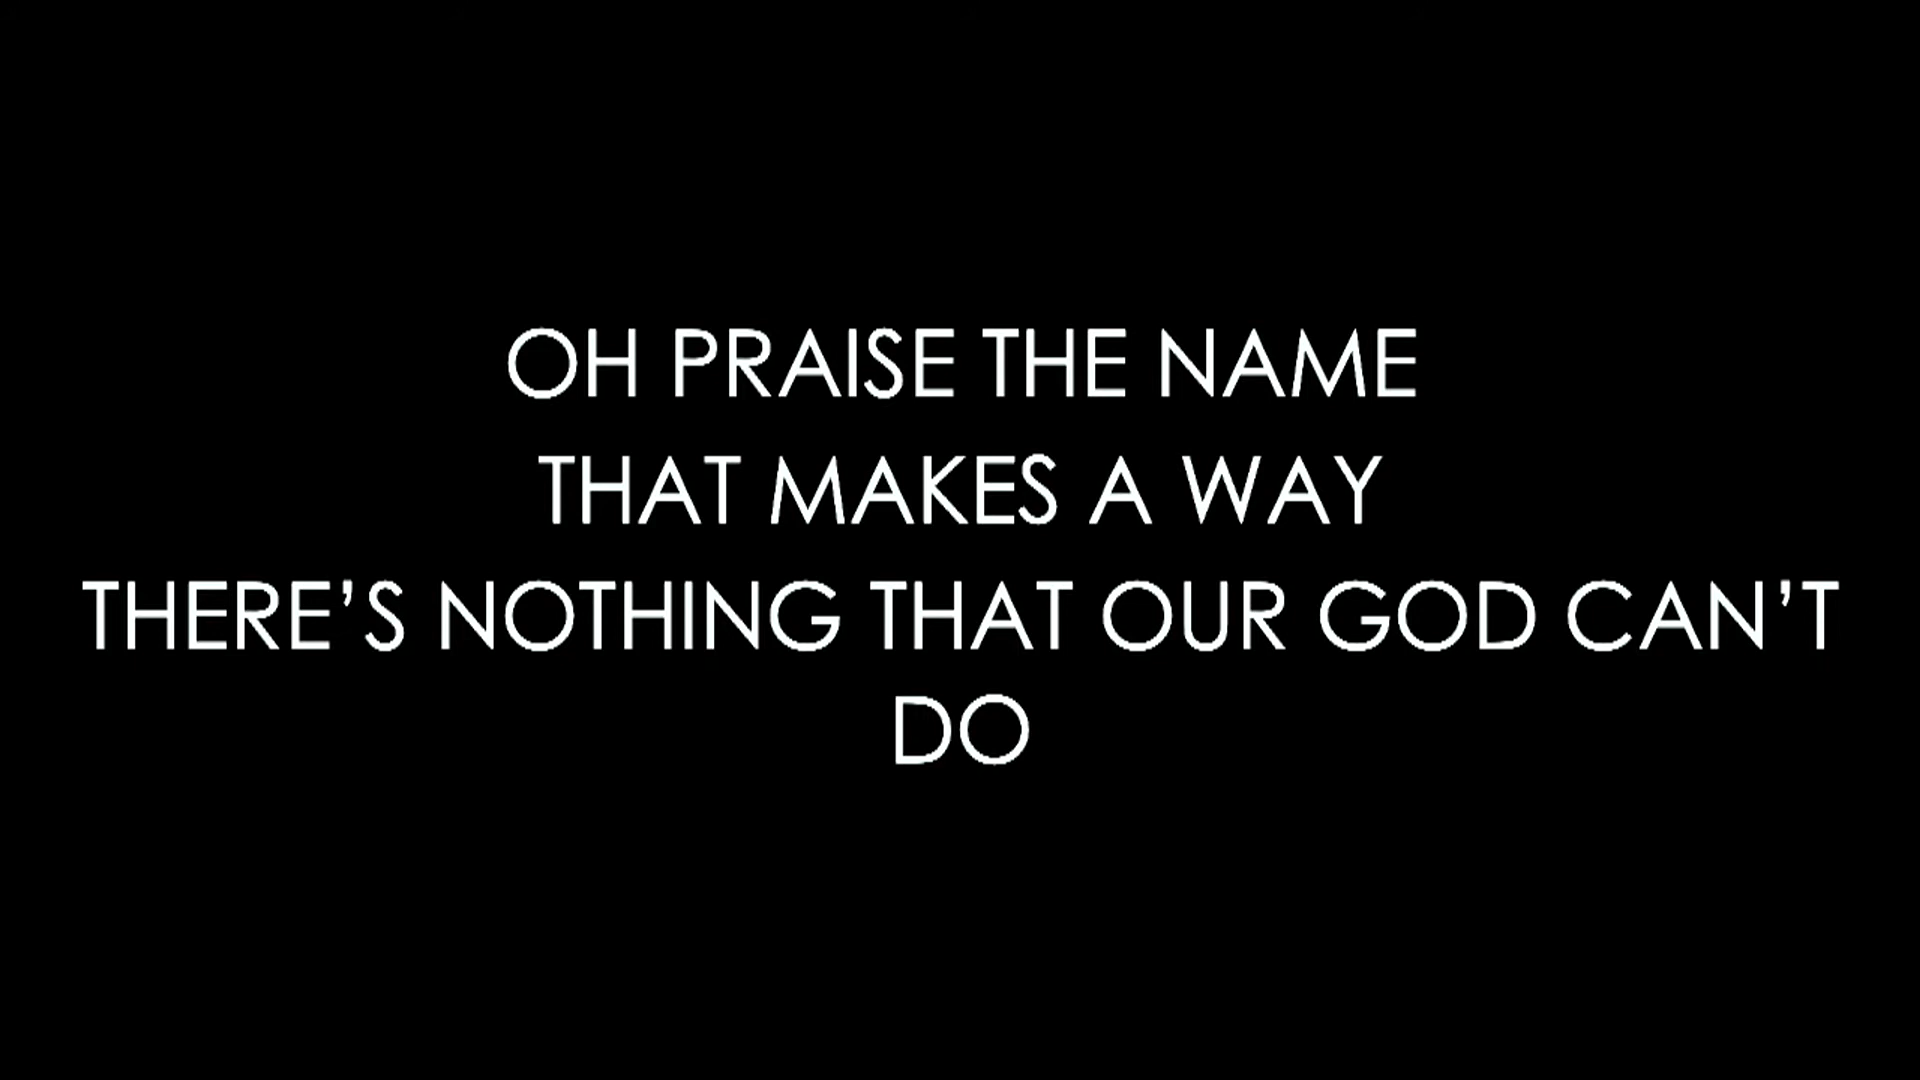 OH PRAISE THE NAME
THAT MAKES A WAY
THERE’S NOTHING THAT OUR GOD CAN’T
DO